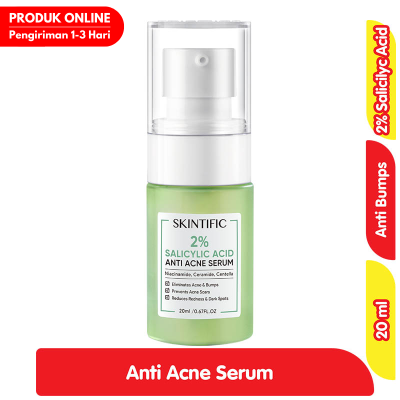 PRODUK ONLINE
Pengiriman 1-3 Hari
SKINTIFIC
2%
SALICYLIC ACID
ANTI ACNE SERUM
Niacinamide, Ceramide, Centella
Eliminates Acne & Bumps
Prevents Acne Scars
Reduces Redness & Dark Spots
20ml /0.67FL.OZ
2% Salicilyc Acid
Anti Bumps
20 ml
Anti Acne Serum